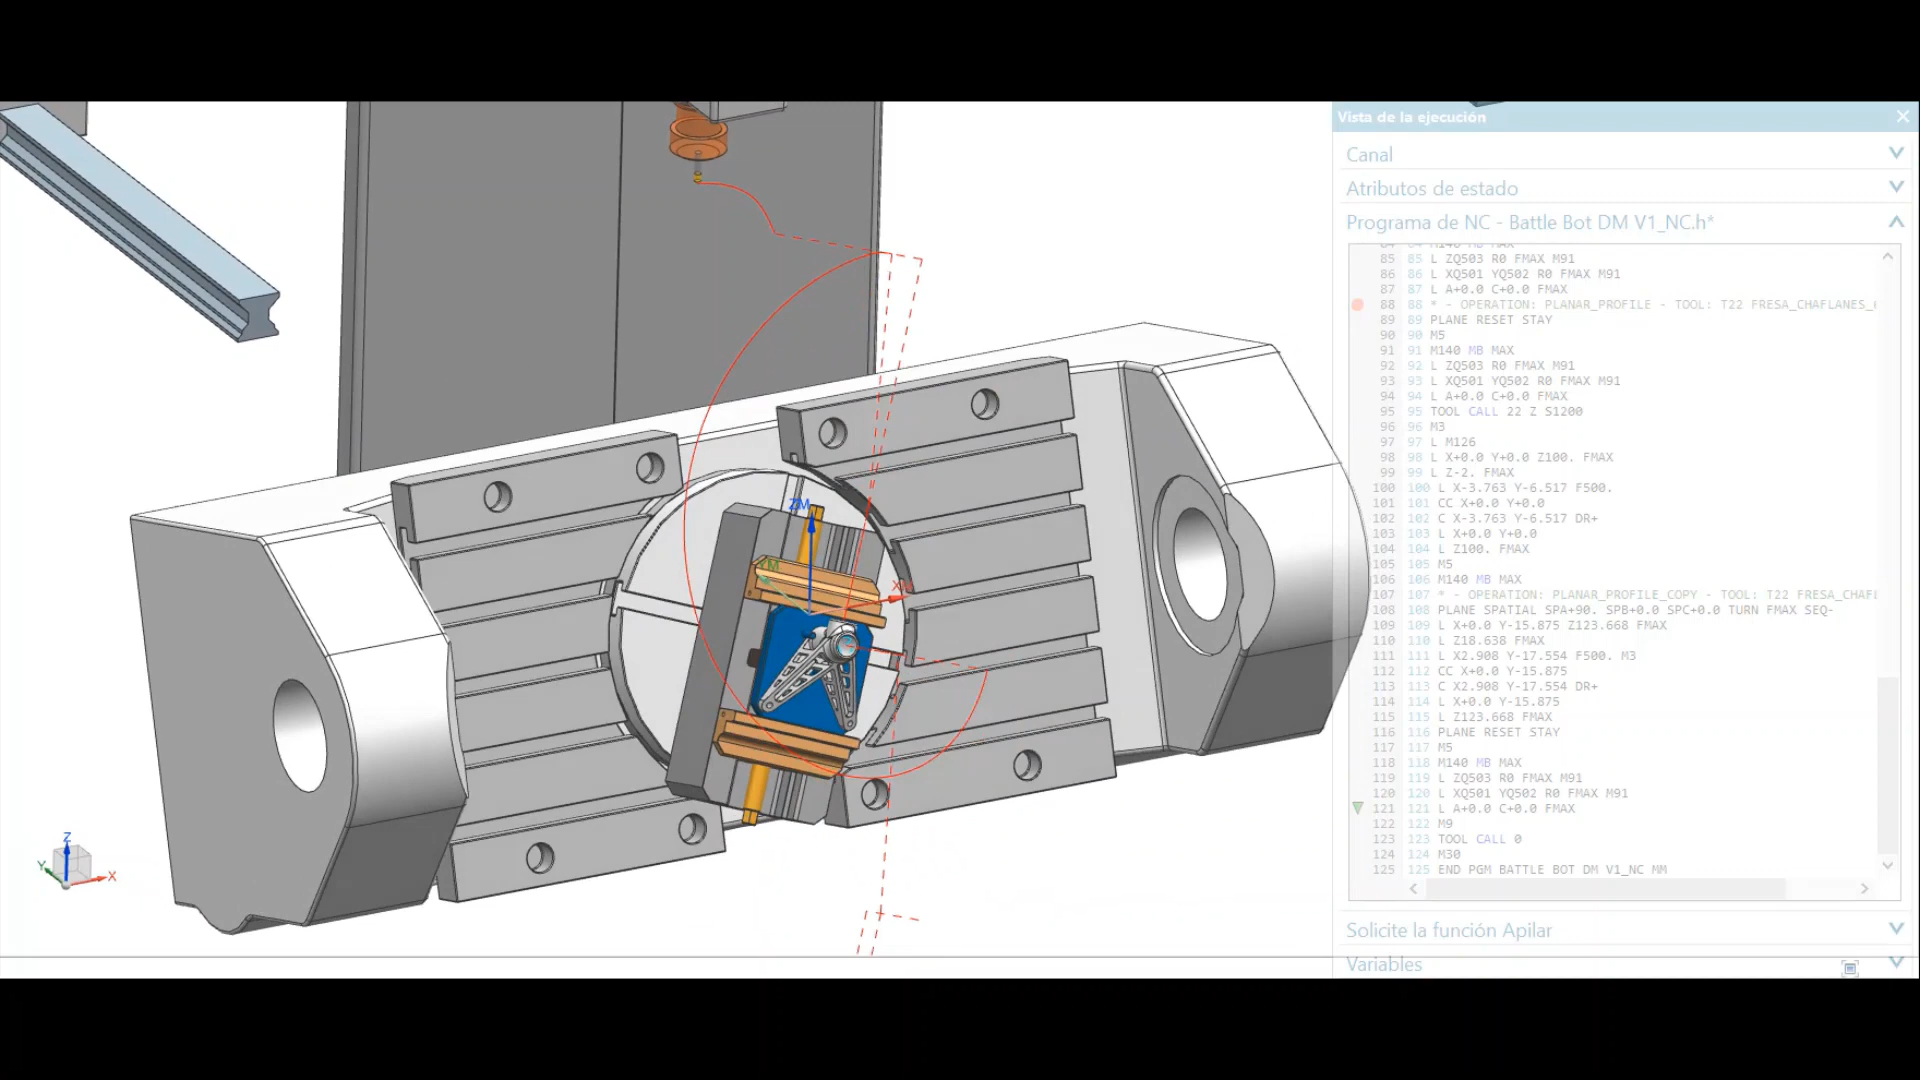 Vista de la ejecución
Canal
Atributos de estado
Programa de NC - Battle Bot DM V1_NC.h*
84 84 M140 MB MAX
85 85 L ZQ503 R0 FMAX M91
86 86 L XQ501 YQ502 R0 FMAX M91
87 87 L A+0.0 C+0.0 FMAX
88 88 * - OPERATION: PLANAR_PROFILE - TOOL: T22 FRESA_CHAFLANES_
89 89 PLANE RESET STAY
90 90 M5
91 91 M140 MB MAX
92 92 L ZQ503 R0 FMAX M91
93 93 L XQ501 YQ502 R0 FMAX M91
94 94 L A+0.0 C+0.0 FMAX
95 95 TOOL CALL 22 Z S1200
96 96 M3
97 97 L M126
98 98 L X+0.0 Y+0.0 Z100. FMAX
99 99 L Z-2. FMAX
100 100 L X-3.763 Y-6.517 F500.
101 101 CC X+0.0 Y+0.0
102 102 C X-3.763 Y-6.517 DR+
103 103 L X+0.0 Y+0.0
104 104 L Z100. FMAX
105 105 M5
106 106 M140 MB MAX
107 107 * - OPERATION: PLANAR_PROFILE_COPY - TOOL: T22 FRESA_CHAF
108 108 PLANE SPATIAL SPA+90. SPB+0.0 SPC+0.0 TURN FMAX SEQ-
109 109 L X+0.0 Y-15.875 Z123.668 FMAX
110 110 L Z18.638 FMAX
111 111 L X2.908 Y-17.554 F500. M3
112 112 CC X+0.0 Y-15.875
113 113 C X2.908 Y-17.554 DR+
114 114 L X+0.0 Y-15.875
115 115 L Z123.668 FMAX
116 116 PLANE RESET STAY
117 117 M5
118 118 M140 MB MAX
119 119 L ZQ503 R0 FMAX M91
120 120 L XQ501 YQ502 R0 FMAX M91
121 121 L A+0.0 C+0.0 FMAX
122 122 M9
123 123 TOOL CALL 0
124 124 M30
125 125 END PGM BATTLE BOT DM V1_NC MM
Solicite la función Apilar
Variables
ZM
YM
XM
Z
Y
X